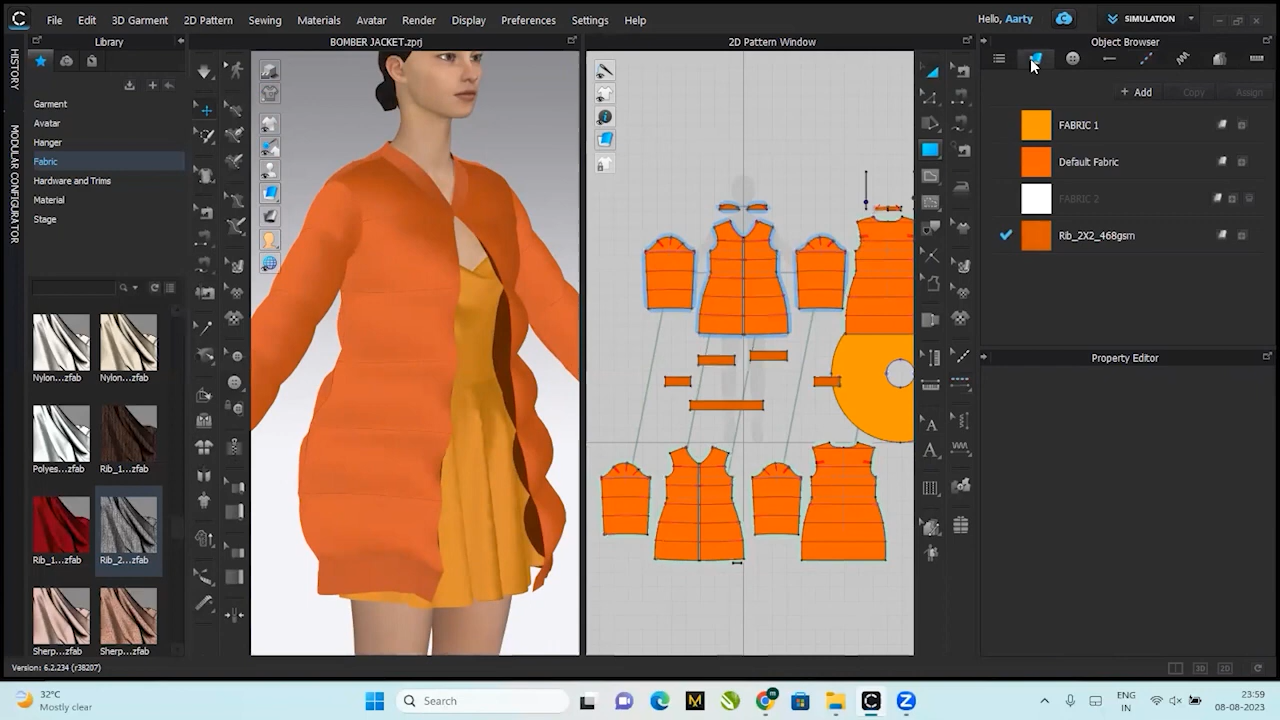 File Edit 3D Garment 2D Pattern Sewing Materials Avatar Render Display Preferences Settings Help
Hello, Aarty
SIMULATION
HISTORY
MODULAR CONFIGURATOR
Library
Garment
Avatar
Hanger
Fabric
Hardware and Trims
Material
Stage
Nylon...zfab
Nylon...zfab
Polyes...zfab
Rib_1...zfab
Rib_1...zfab
Rib_2...zfab
Sherp...zfab
Sherp...zfab
BOMBER JACKET.zprj
2D Pattern Window
Object Browser
+ Add Copy Assign
FABRIC 1
Default Fabric
FABRIC 2
Rib_2X2_468gsm
Property Editor
Version: 6.2.234 (r38207)
3D 2D
32°C
Mostly clear
Search
ENG
IN
23:59
08-08-2023